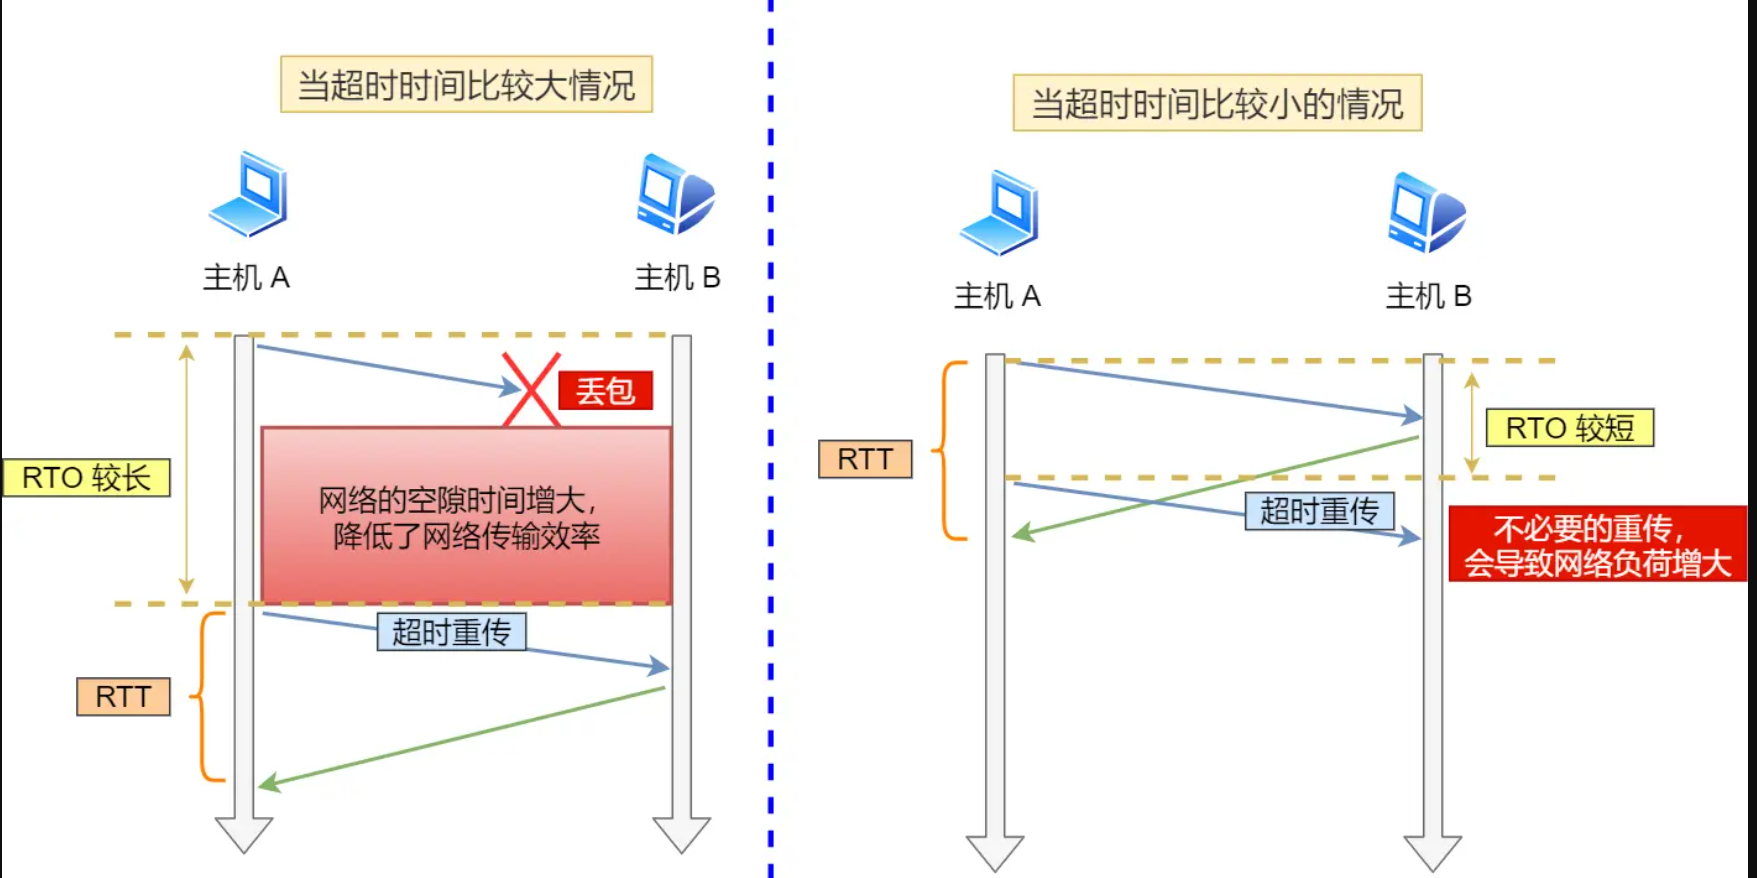 当超时时间比较大情况
主机 A
主机 B
丢包
RTO 较长
网络的空隙时间增大，
降低了网络传输效率
超时重传
RTT
当超时时间比较小的情况
主机 A
主机 B
RTO 较短
RTT
超时重传
不必要的重传，
会导致网络负荷增大